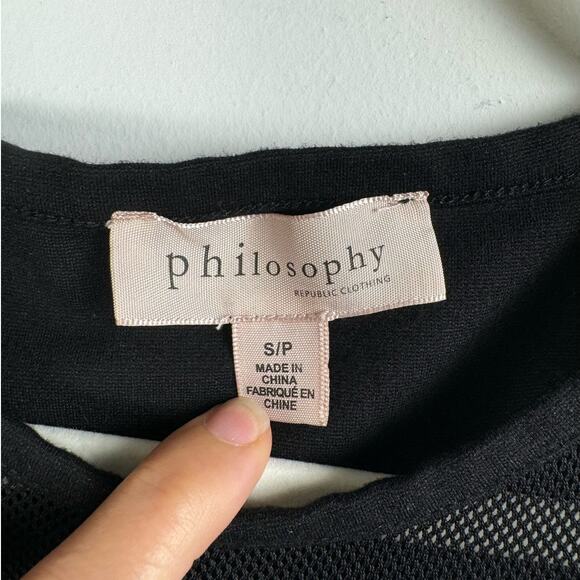 philosophy
REPUBLIC CLOTHING
S/P
MADE IN
CHINA
FABRIQUÉ EN
CHINE